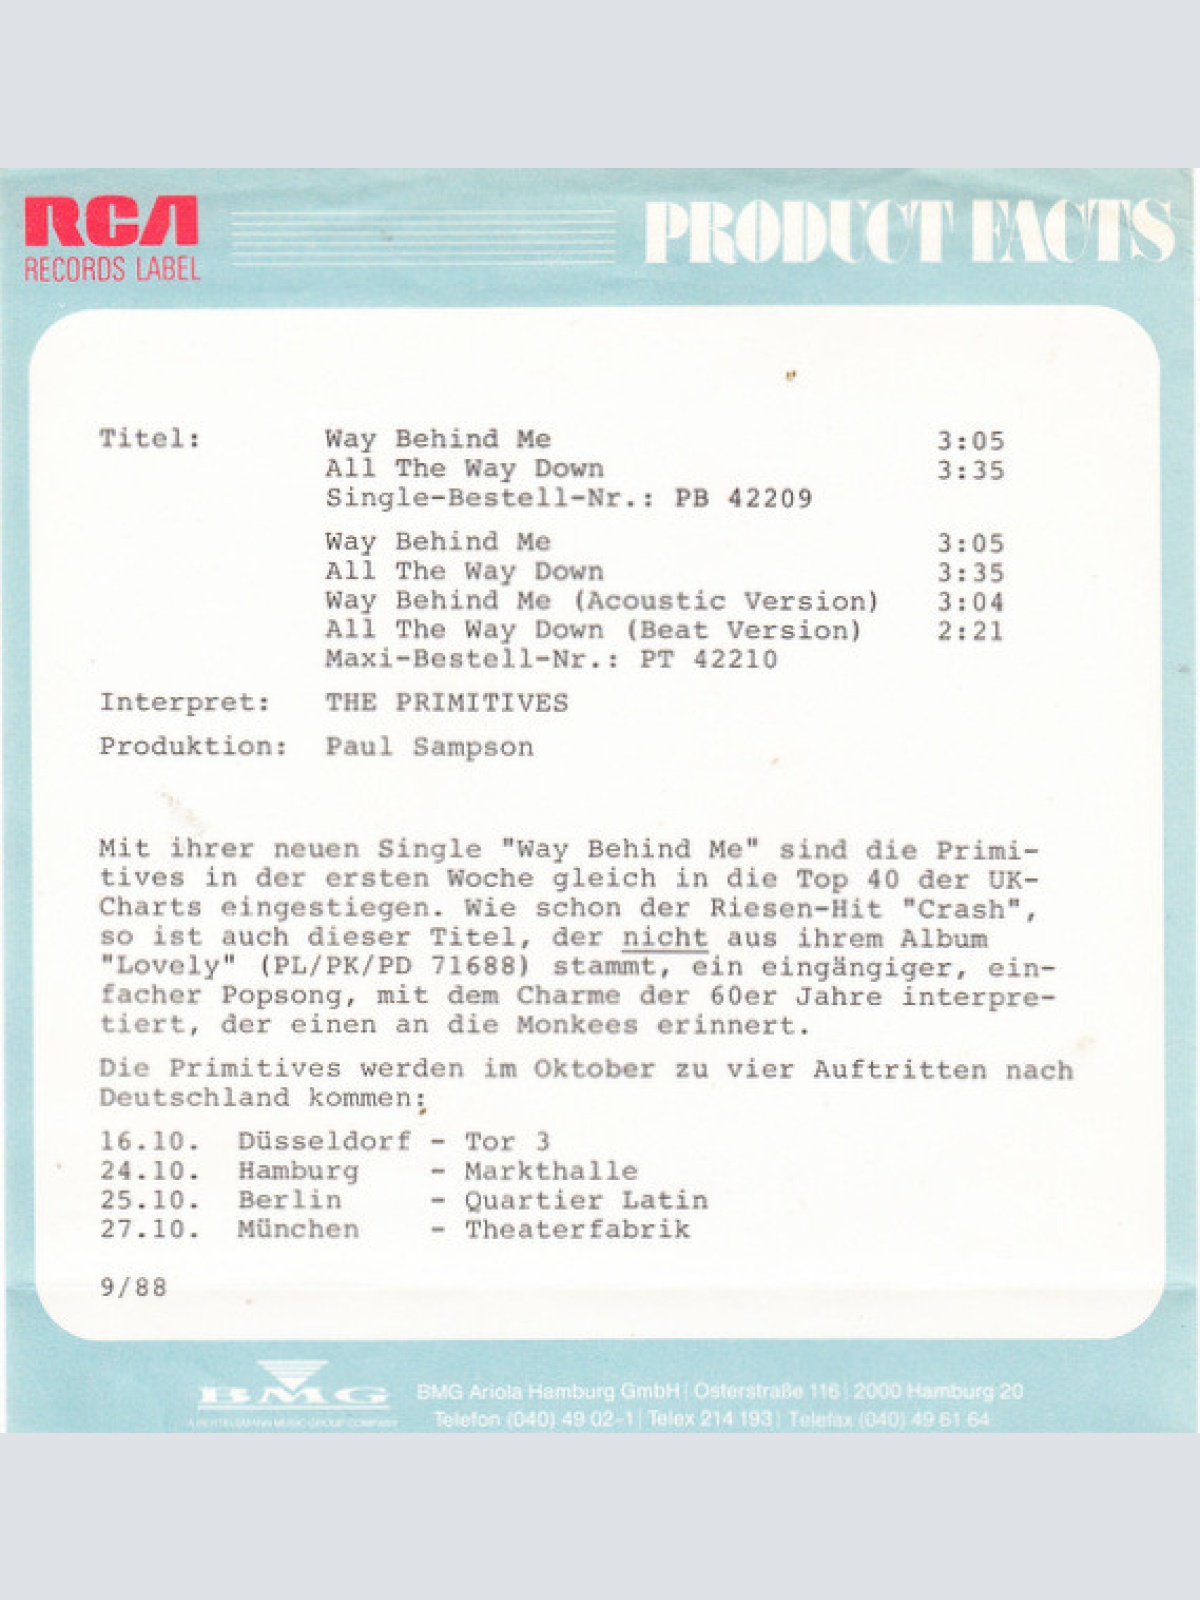 RCA PRODUCT FACTS
RECORDS LABEL
Titel: Way Behind Me 3:05
All The Way Down 3:35
Single-Bestell-Nr.: PB 42209
Way Behind Me 3:05
All The Way Down 3:35
Way Behind Me (Acoustic Version) 3:04
All The Way Down (Beat Version) 2:21
Maxi-Bestell-Nr.: PT 42210
Interpret: THE PRIMITIVES
Produktion: Paul Sampson
Mit ihrer neuen Single "Way Behind Me" sind die Primi-
tives in der ersten Woche gleich in die Top 40 der UK-
Charts eingestiegen. Wie schon der Riesen-Hit "Crash",
so ist auch dieser Titel, der nicht aus ihrem Album
"Lovely" (PL/PK/PD 71688) stammt, ein eingängiger, ein-
facher Popsong, mit dem Charme der 60er Jahre interpre-
tiert, der einen an die Monkees erinnert.
Die Primitives werden im Oktober zu vier Auftritten nach
Deutschland kommen:
16.10. Düsseldorf - Tor 3
24.10. Hamburg - Markthalle
25.10. Berlin - Quartier Latin
27.10. München - Theaterfabrik
9/88
BMG BMG Ariola Hamburg GmbH | Osterstraße 116 | 2000 Hamburg 20
A BERTELSMANN MUSIC GROUP COMPANY Telefon (040) 49 02-1 | Telex 214 193 | Telefax (040) 49 61 64